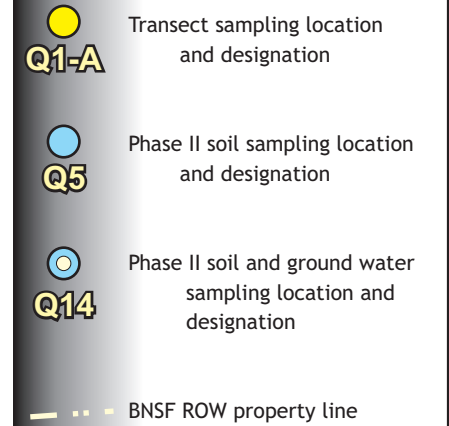 Q1-A
Transect sampling location
and designation
Q5
Phase II soil sampling location
and designation
Q14
Phase II soil and ground water
sampling location and
designation
BNSF ROW property line